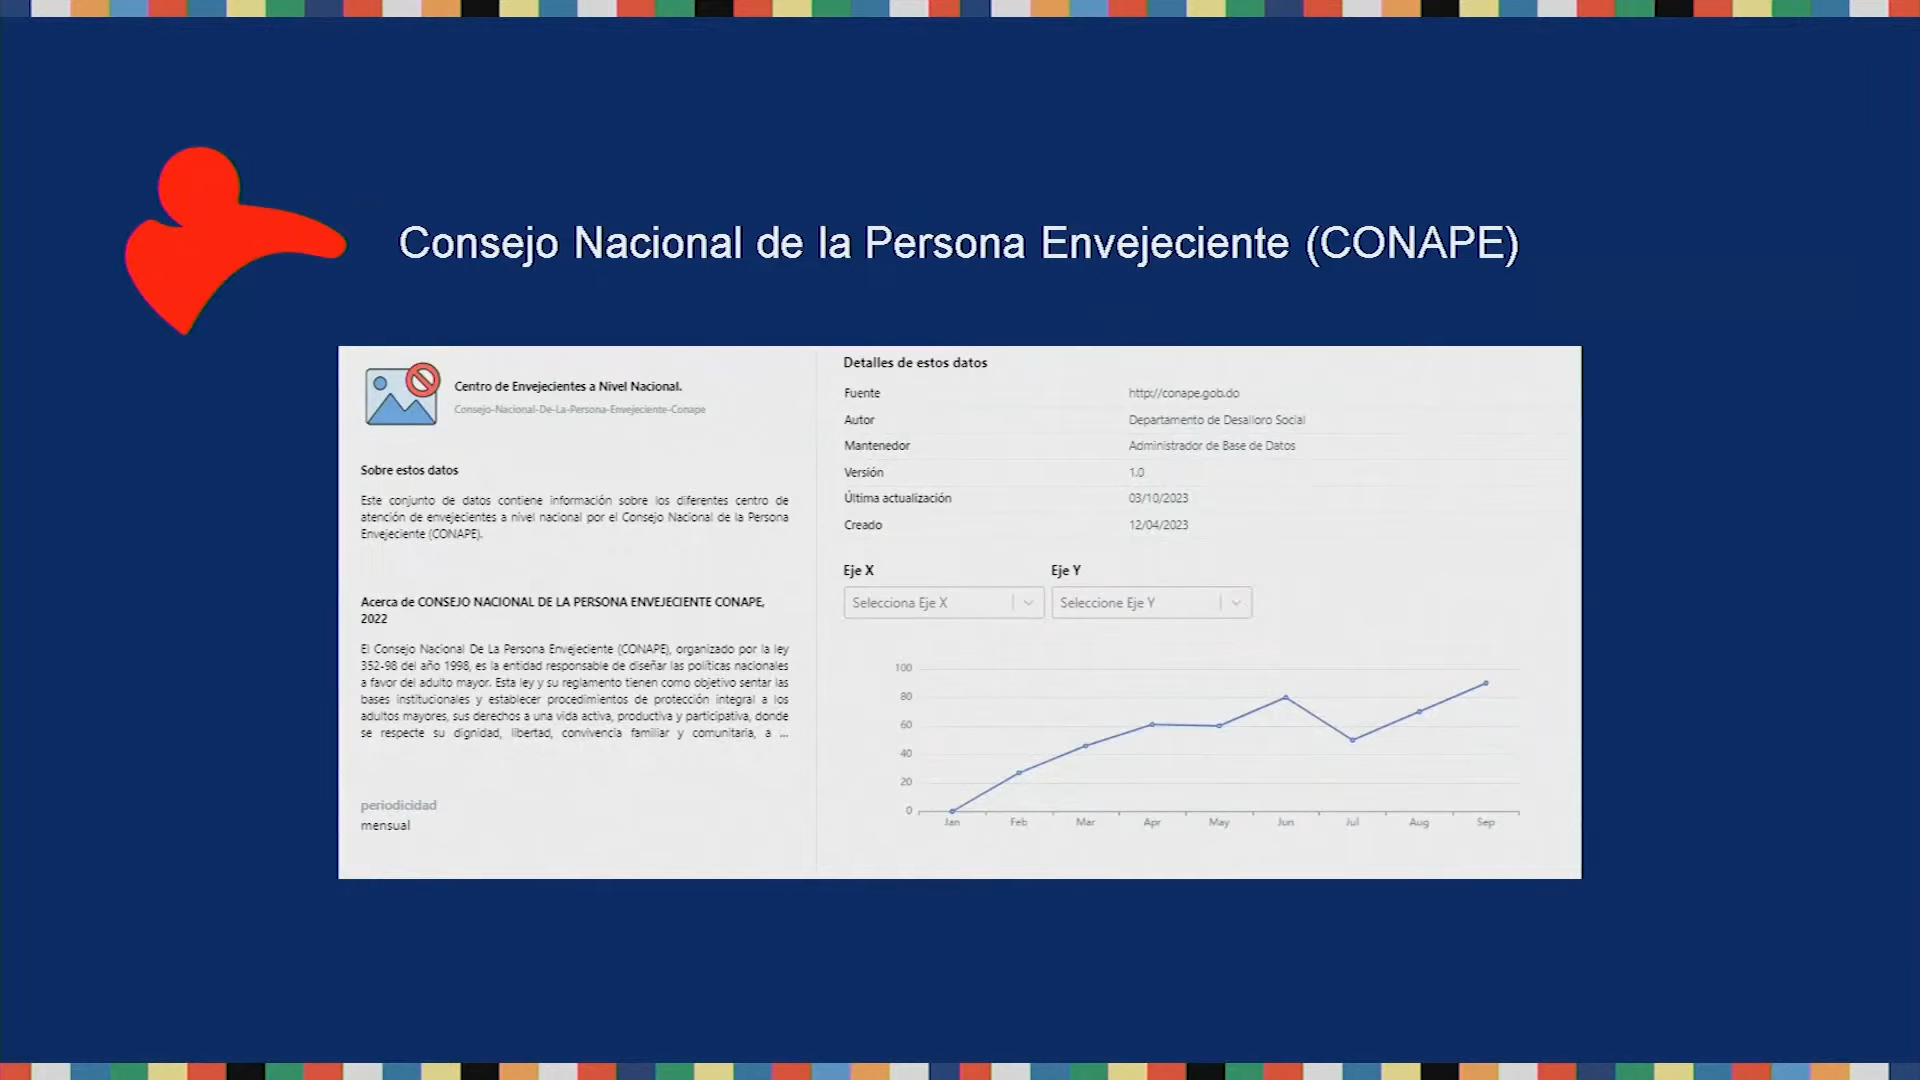 Consejo Nacional de la Persona Envejeciente (CONAPE)
Centro de Envejecientes a Nivel Nacional.
Consejo-Nacional-De-La-Persona-Envejeciente-Conape
Sobre estos datos
Este conjunto de datos contiene información sobre los diferentes centro de
atención de envejecientes a nivel nacional por el Consejo Nacional de la Persona
Envejeciente (CONAPE).
Acerca de CONSEJO NACIONAL DE LA PERSONA ENVEJECIENTE CONAPE,
2022
El Consejo Nacional De La Persona Envejeciente (CONAPE), organizado por la ley
352-98 del año 1998, es la entidad responsable de diseñar las políticas nacionales
a favor del adulto mayor. Esta ley y su reglamento tienen como objetivo sentar las
bases institucionales y establecer procedimientos de protección integral a los
adultos mayores, sus derechos a una vida activa, productiva y participativa, donde
se respecte su dignidad, libertad, convivencia familiar y comunitaria, a ...
periodicidad
mensual
Detalles de estos datos
Fuente http://conape.gob.do
Autor Departamento de Desalloro Social
Mantenedor Administrador de Base de Datos
Versión 1.0
Última actualización 03/10/2023
Creado 12/04/2023
Eje X Eje Y
Selecciona Eje X Seleccione Eje Y
100
80
60
40
20
0
Jan Feb Mar Apr May Jun Jul Aug Sep